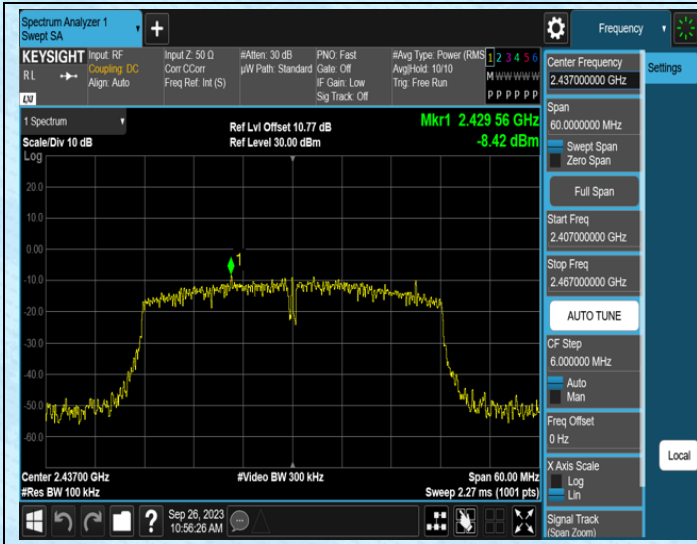 Spectrum Analyzer 1
Swept SA
Frequency
KEYSIGHT
RL
Input: RF
Coupling: DC
Align: Auto
Input Z: 50 Ω
Corr CCorr
Freq Ref: Int (S)
#Atten: 30 dB
µW Path: Standard
PNO: Fast
Gate: Off
IF Gain: Low
Sig Track: Off
#Avg Type: Power (RMS
Avg|Hold: 10/10
Trig: Free Run
1 2 3 4 5 6
M W W W W W
P P P P P P
LXI
1 Spectrum
Scale/Div 10 dB
Log
Ref Lvl Offset 10.77 dB
Ref Level 30.00 dBm
Mkr1 2.429 56 GHz
-8.42 dBm
20.0
10.0
0.00
-10.0
-20.0
-30.0
-40.0
-50.0
-60.0
1
Center 2.43700 GHz
#Res BW 100 kHz
#Video BW 300 kHz
Span 60.00 MHz
Sweep 2.27 ms (1001 pts)
?
Sep 26, 2023
10:56:26 AM
Center Frequency
2.437000000 GHz
Span
60.0000000 MHz
Swept Span
Zero Span
Full Span
Start Freq
2.407000000 GHz
Stop Freq
2.467000000 GHz
AUTO TUNE
CF Step
6.000000 MHz
Auto
Man
Freq Offset
0 Hz
X Axis Scale
Log
Lin
Signal Track
(Span Zoom)
Settings
Local